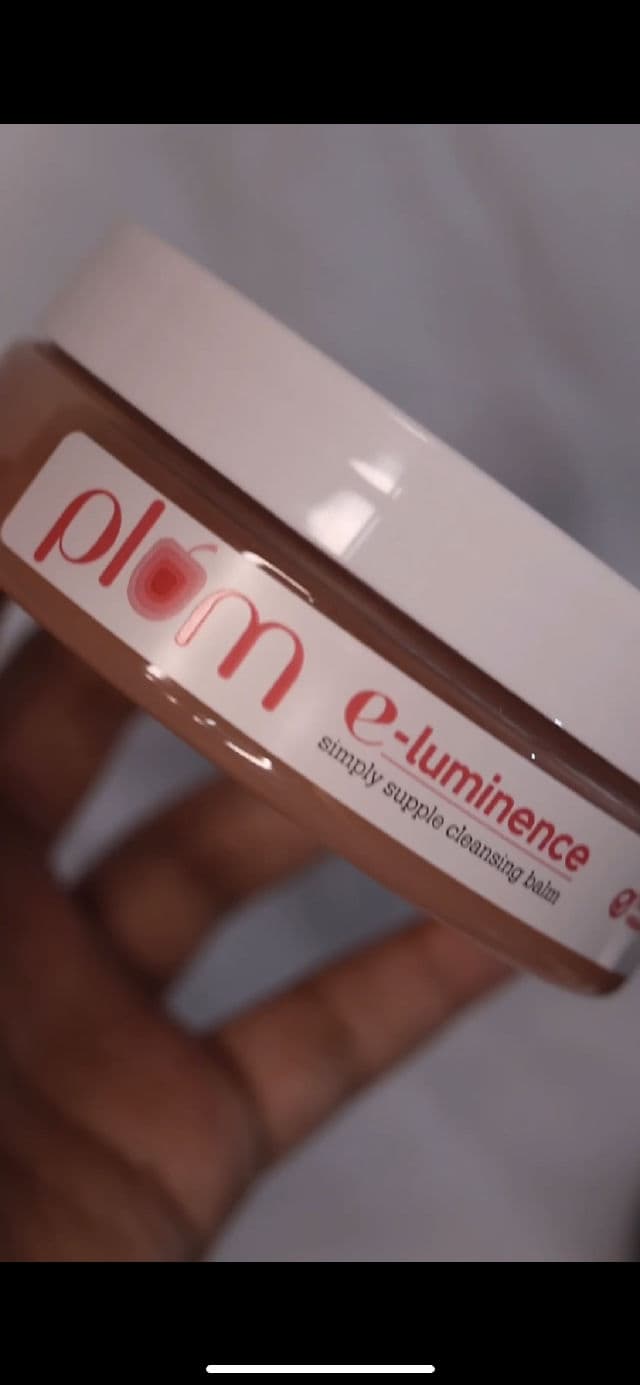 plum
e-luminence
simply supple cleansing balm